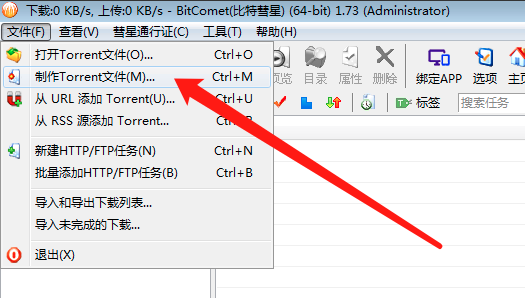 下载:0 KB/s, 上传:0 KB/s - BitComet(比特彗星) (64-bit) 1.73 (Administrator)
文件(F) 查看(V) 彗星通行证(C) 工具(T) 帮助(H)
打开Torrent文件(O)... Ctrl+O
制作Torrent文件(M)... Ctrl+M
从 URL 添加 Torrent(U)... Ctrl+U
从 RSS 源添加 Torrent...
新建HTTP/FTP任务(N) Ctrl+N
批量添加HTTP/FTP任务(B) Ctrl+B
导入和导出下载列表...
导入未完成的下载...
退出(X)
预览 目录 属性 删除 绑定APP 选项 主页
标签 搜索任务